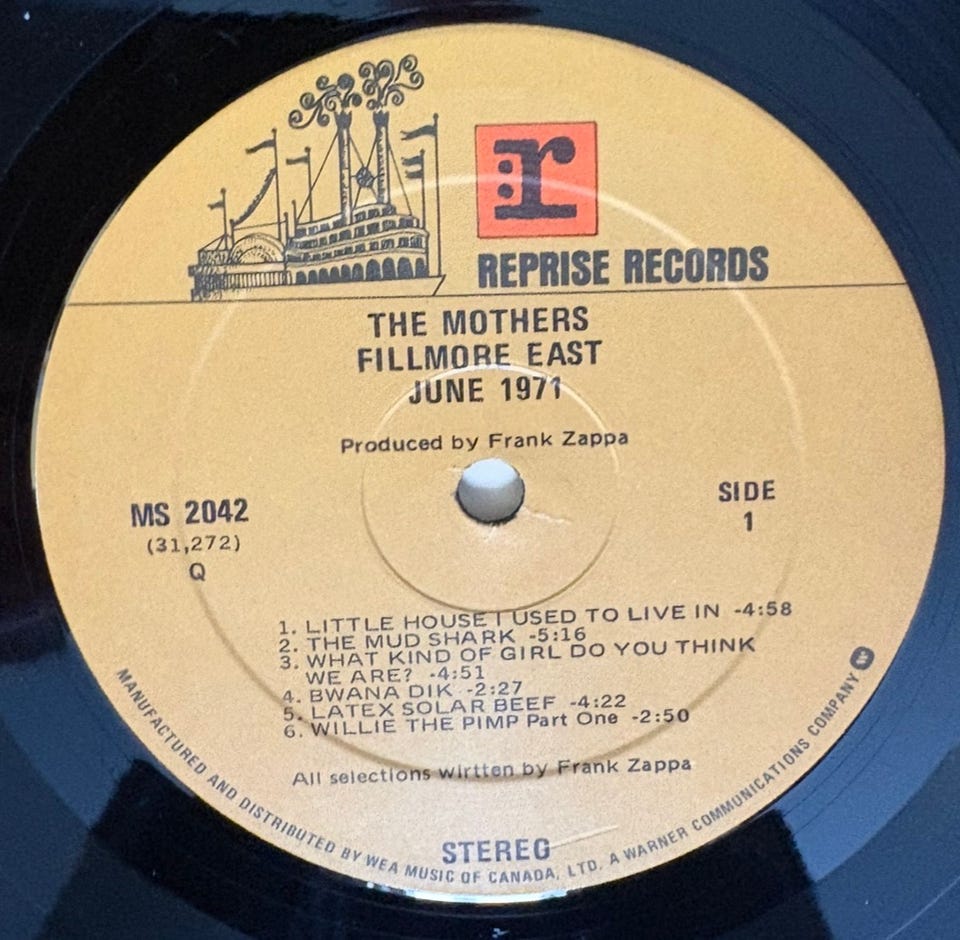 r:
REPRISE RECORDS
THE MOTHERS
FILLMORE EAST
JUNE 1971
Produced by Frank Zappa
MS 2042
(31,272)
Q
SIDE
1
1. LITTLE HOUSE I USED TO LIVE IN -4:58
2. THE MUD SHARK -5:16
3. WHAT KIND OF GIRL DO YOU THINK
WE ARE? -4:51
4. BWANA DIK -2:27
5. LATEX SOLAR BEEF -4:22
6. WILLIE THE PIMP Part One -2:50
All selections wirtten by Frank Zappa
STEREO
MANUFACTURED AND DISTRIBUTED BY WEA MUSIC OF CANADA, LTD. A WARNER COMMUNICATIONS COMPANY W